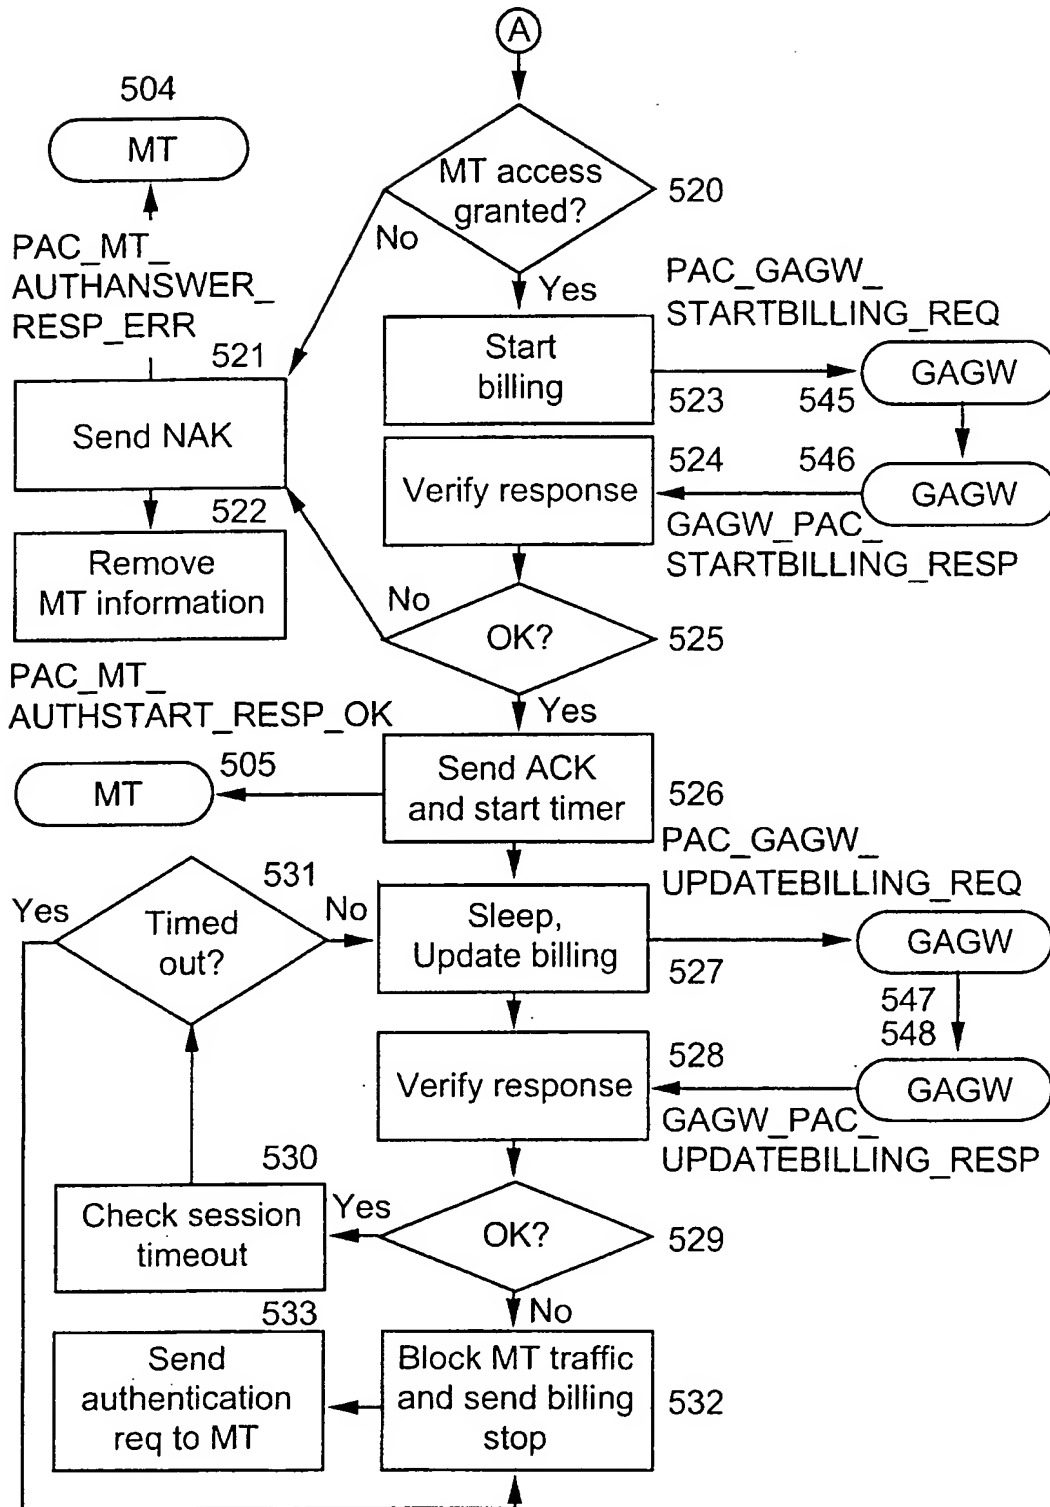 A
504
MT
MT access
granted?
520
No
PAC_MT_
AUTHANSWER_
RESP_ERR
Yes
PAC_GAGW_
STARTBILLING_REQ
521
Start
billing
GAGW
523
545
Send NAK
524
546
Verify response
GAGW
522
GAGW_PAC_
STARTBILLING_RESP
Remove
MT information
No
OK?
525
PAC_MT_
AUTHSTART_RESP_OK
Yes
505
MT
Send ACK
and start timer
526
PAC_GAGW_
UPDATEBILLING_REQ
531
Yes
Timed
out?
No
Sleep,
Update billing
GAGW
527
547
548
528
Verify response
GAGW
GAGW_PAC_
UPDATEBILLING_RESP
530
Check session
timeout
Yes
OK?
529
No
533
Send
authentication
req to MT
Block MT traffic
and send billing
stop
532